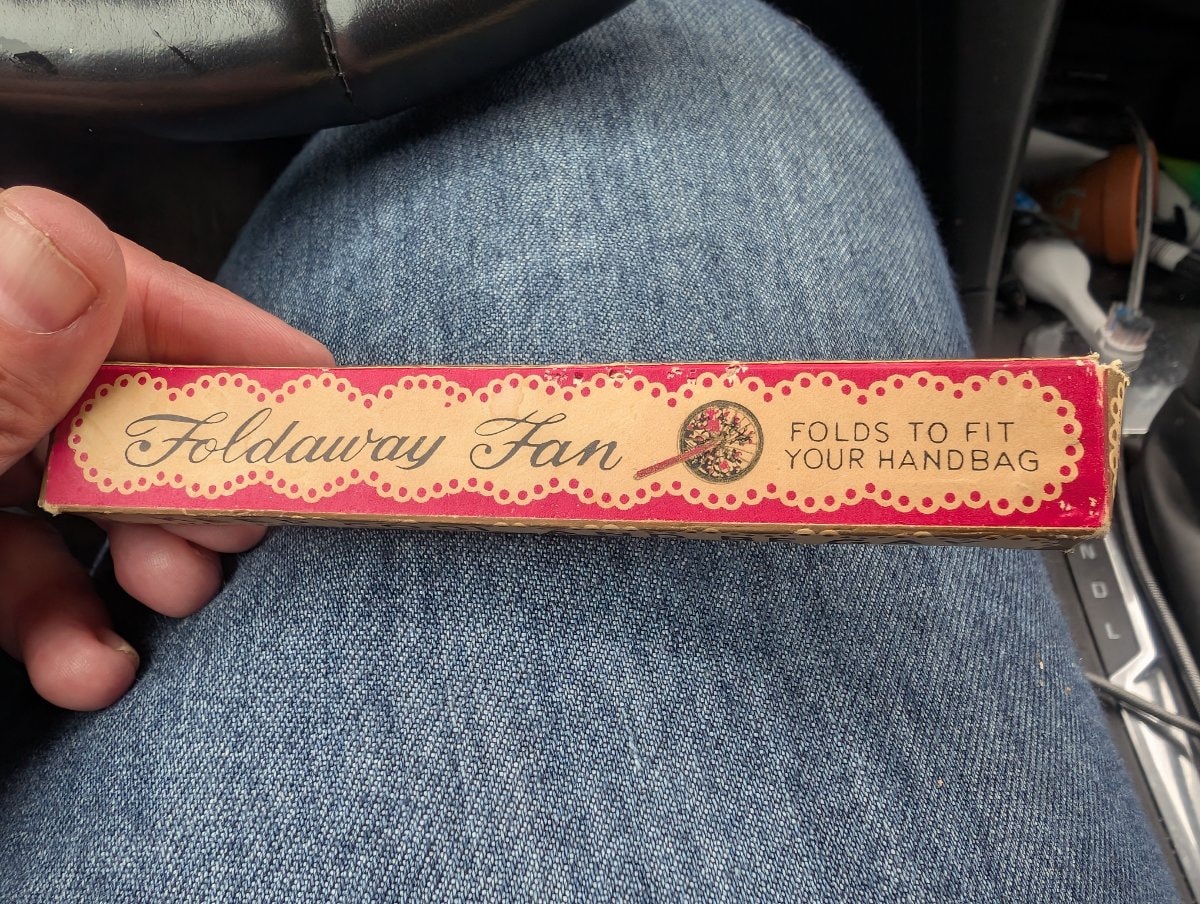 Foldaway Fan
FOLDS TO FIT
YOUR HANDBAG
N
D
L